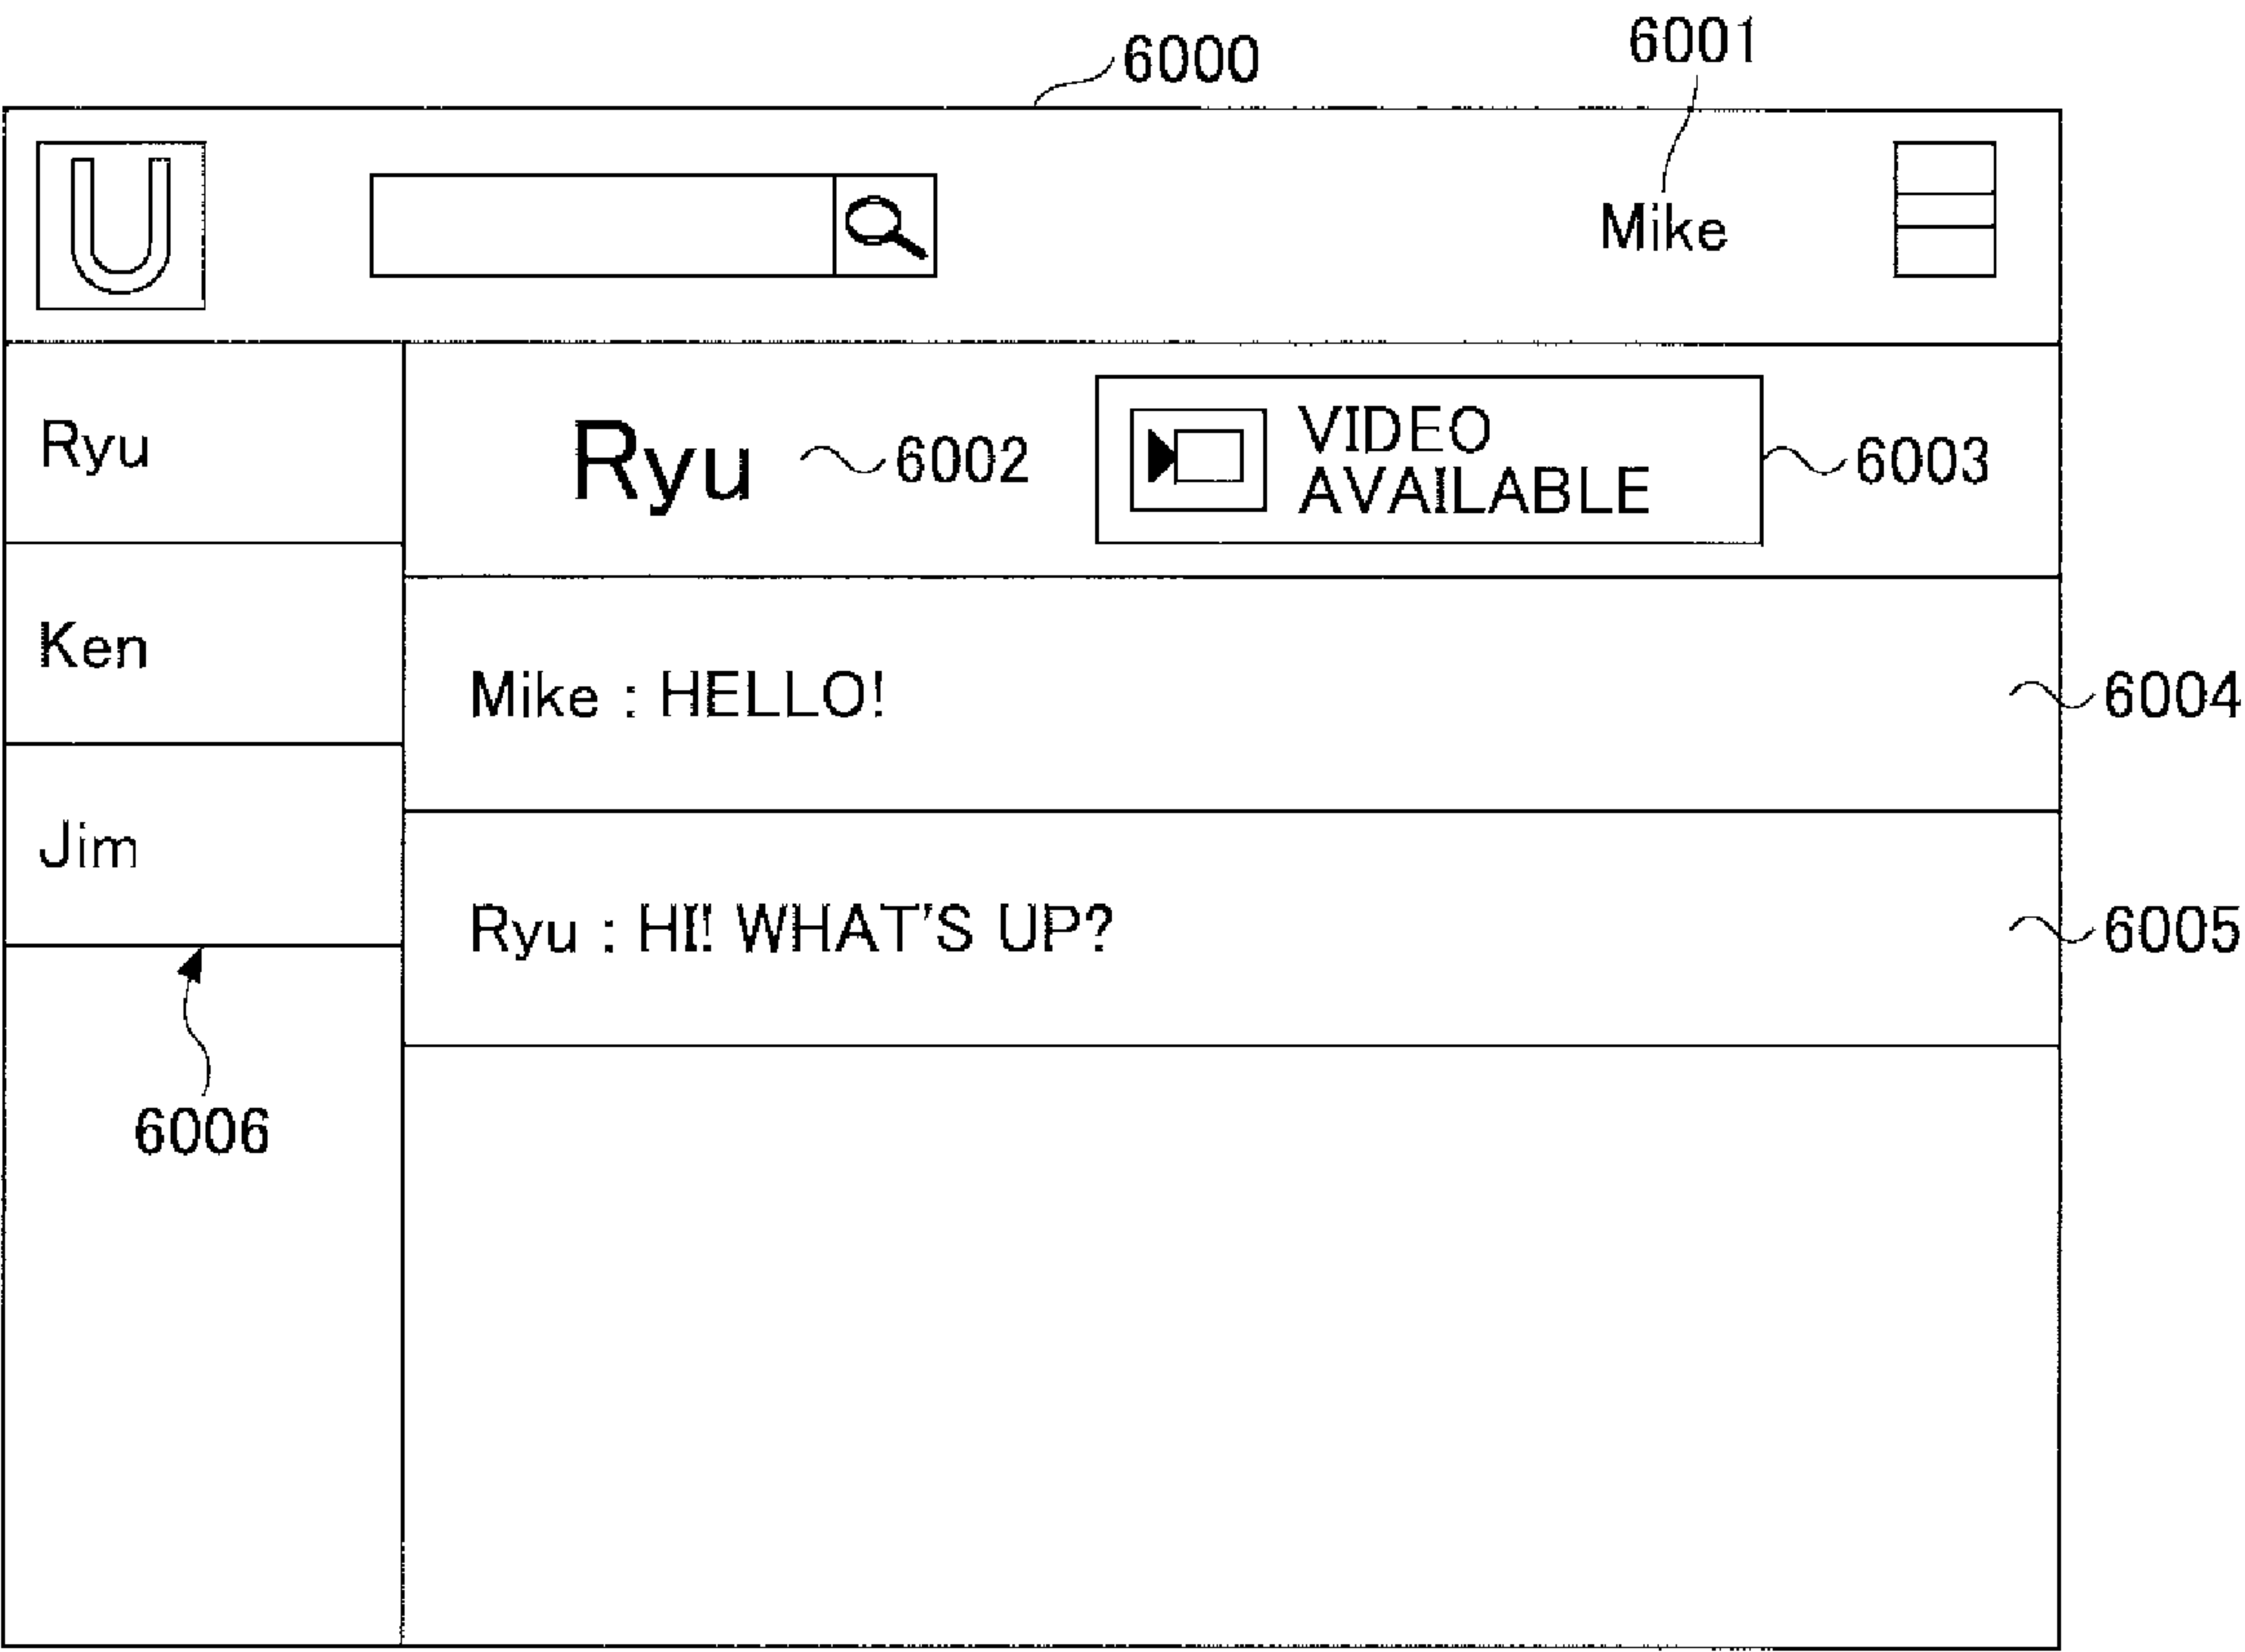 6000
6001
U
Mike
Ryu
Ryu
6002
VIDEO
AVAILABLE
6003
Ken
Mike : HELLO!
6004
Jim
Ryu : HI! WHAT'S UP?
6005
6006